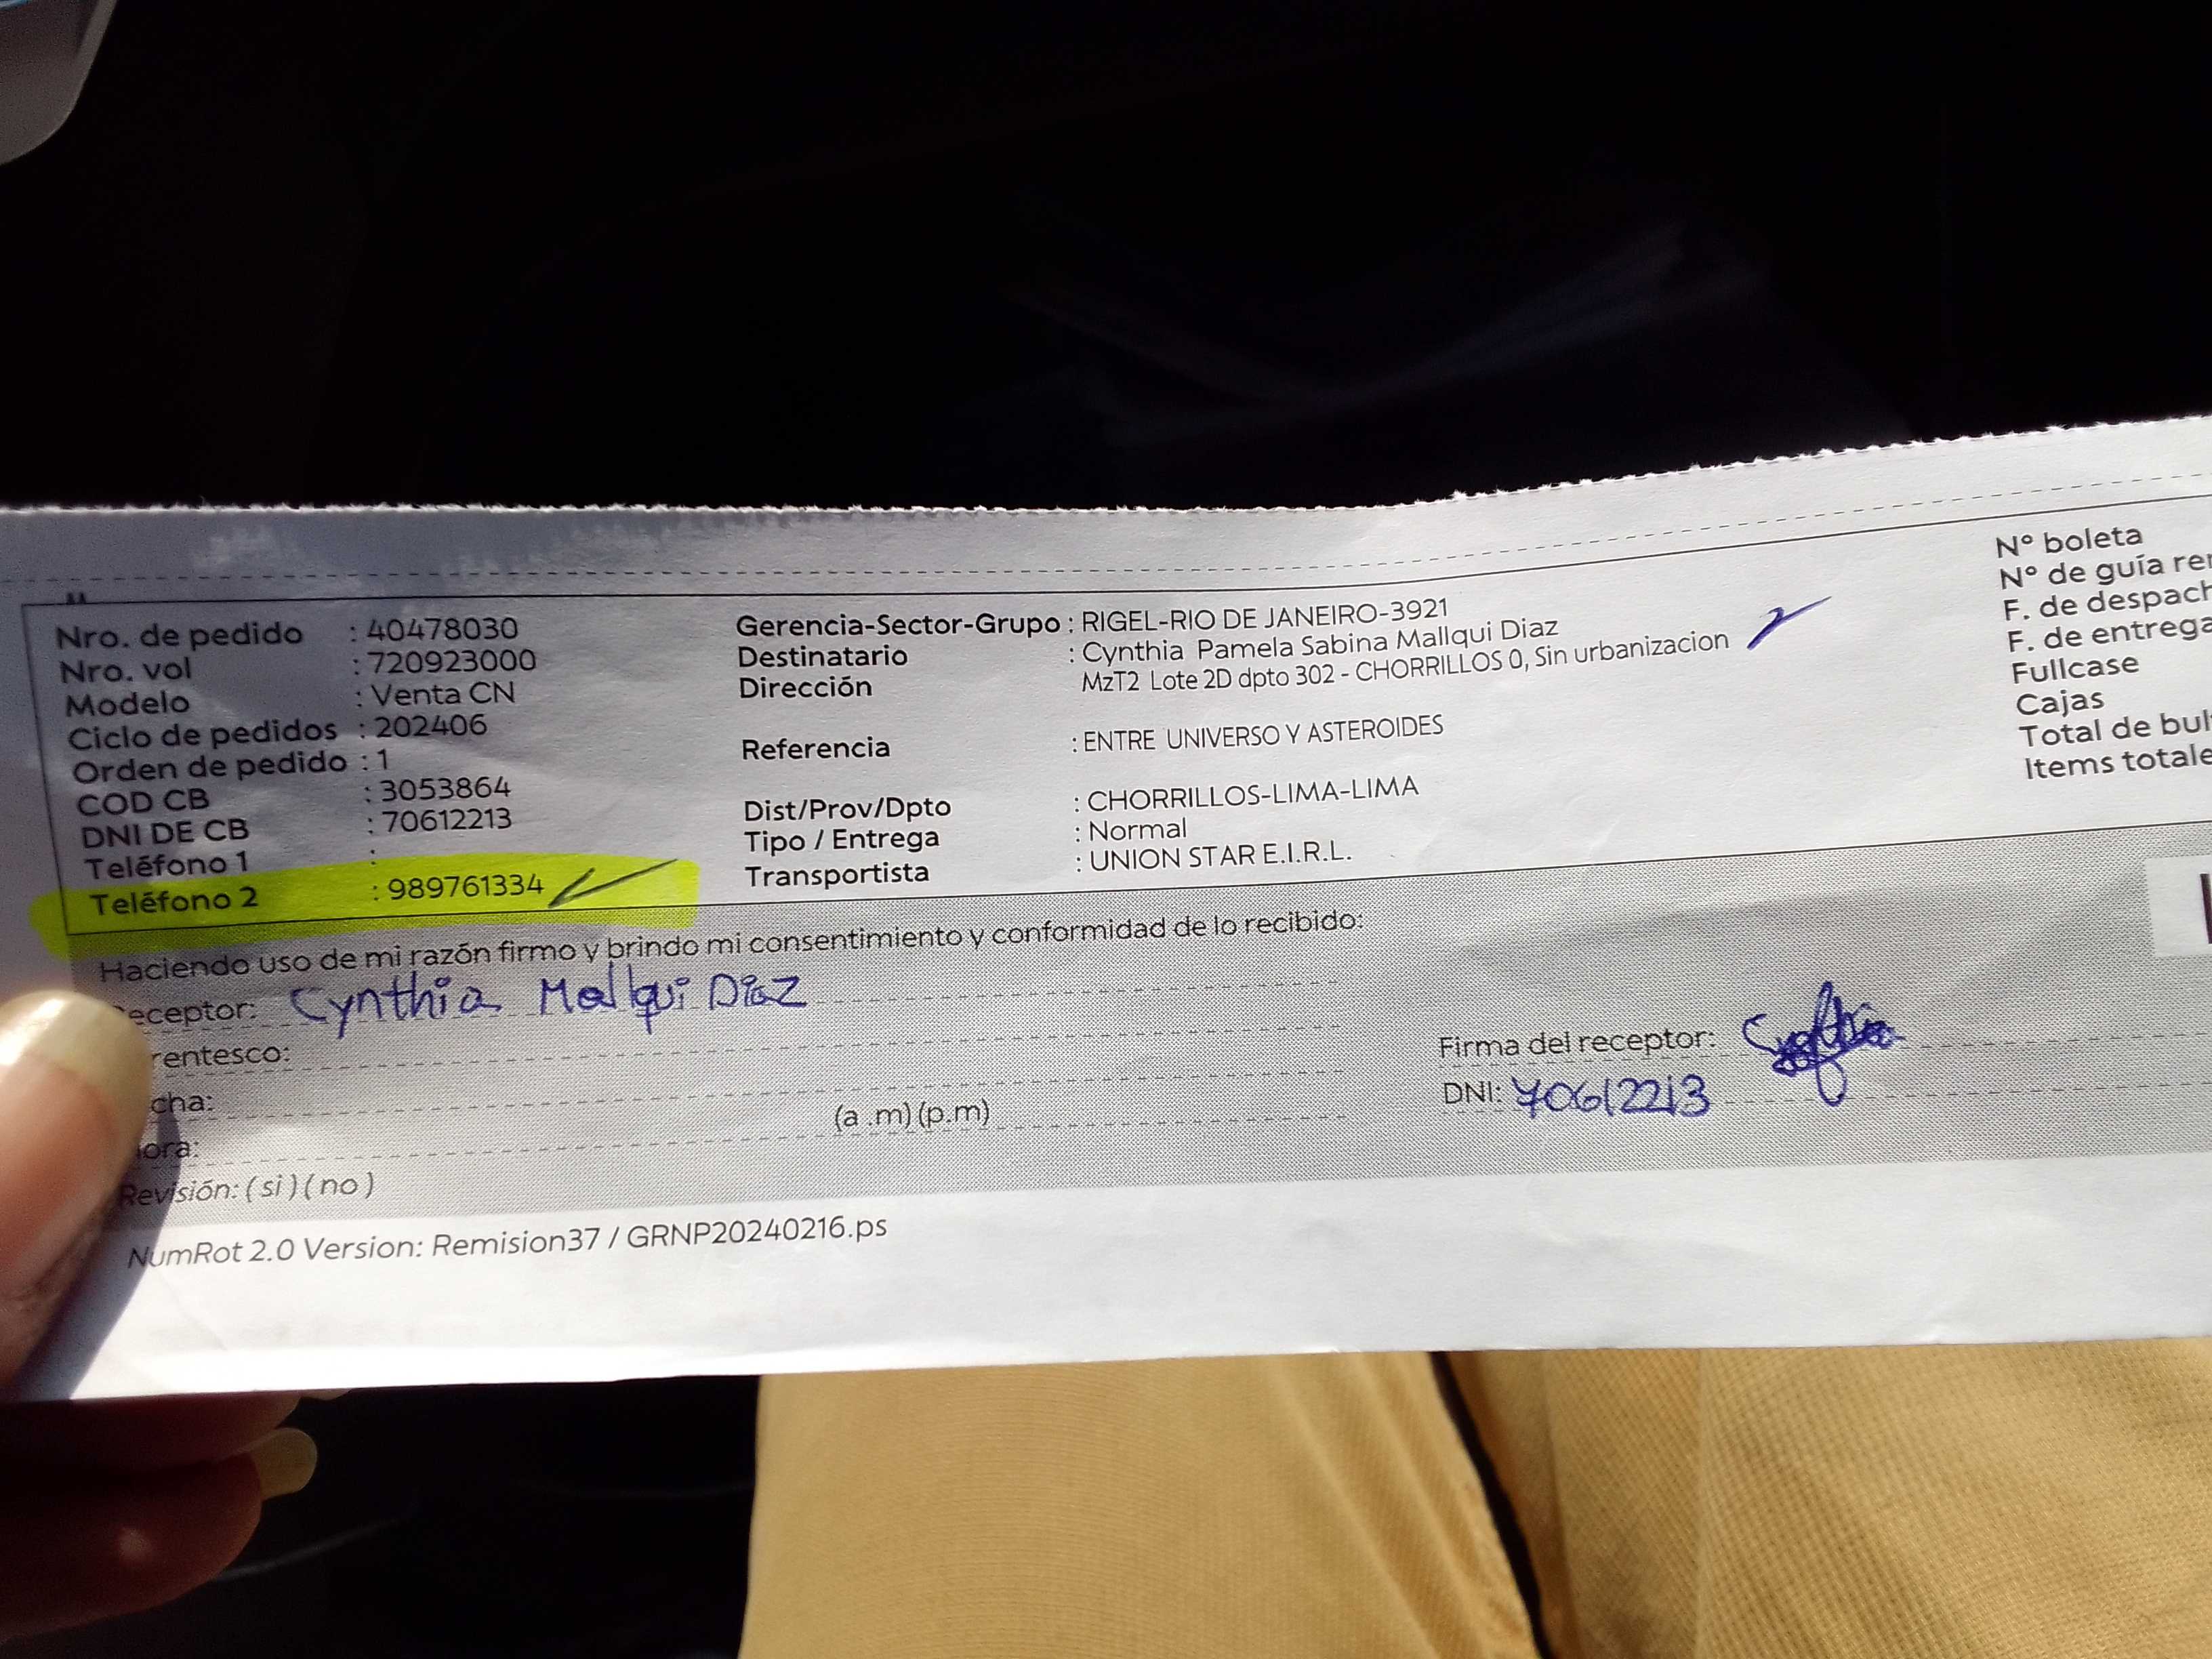 Nro. de pedido : 40478030
Nro. vol : 720923000
Modelo : Venta CN
Ciclo de pedidos : 202406
Orden de pedido : 1
COD CB : 3053864
DNI DE CB : 70612213
Teléfono 1 :
Teléfono 2 : 989761334
Gerencia-Sector-Grupo : RIGEL-RIO DE JANEIRO-3921
Destinatario : Cynthia Pamela Sabina Mallqui Diaz
Dirección MzT2 Lote 2D dpto 302 - CHORRILLOS 0, Sin urbanizacion
Referencia : ENTRE UNIVERSO Y ASTEROIDES
Dist/Prov/Dpto : CHORRILLOS-LIMA-LIMA
Tipo / Entrega : Normal
Transportista : UNION STAR E.I.R.L.
N° boleta
N° de guía
F. de
F. de entrega
Fullcase
Cajas
Total de
Items
Haciendo uso de mi razón firmo y brindo mi consentimiento y conformidad de lo recibido:
eceptor: Cynthia Mallqui Diaz
rentesco:
cha:
ora: (a .m) (p.m)
Revisión: ( si ) ( no )
Firma del receptor: Cynthia
DNI: 70612213
NumRot 2.0 Version: Remision37 / GRNP20240216.ps